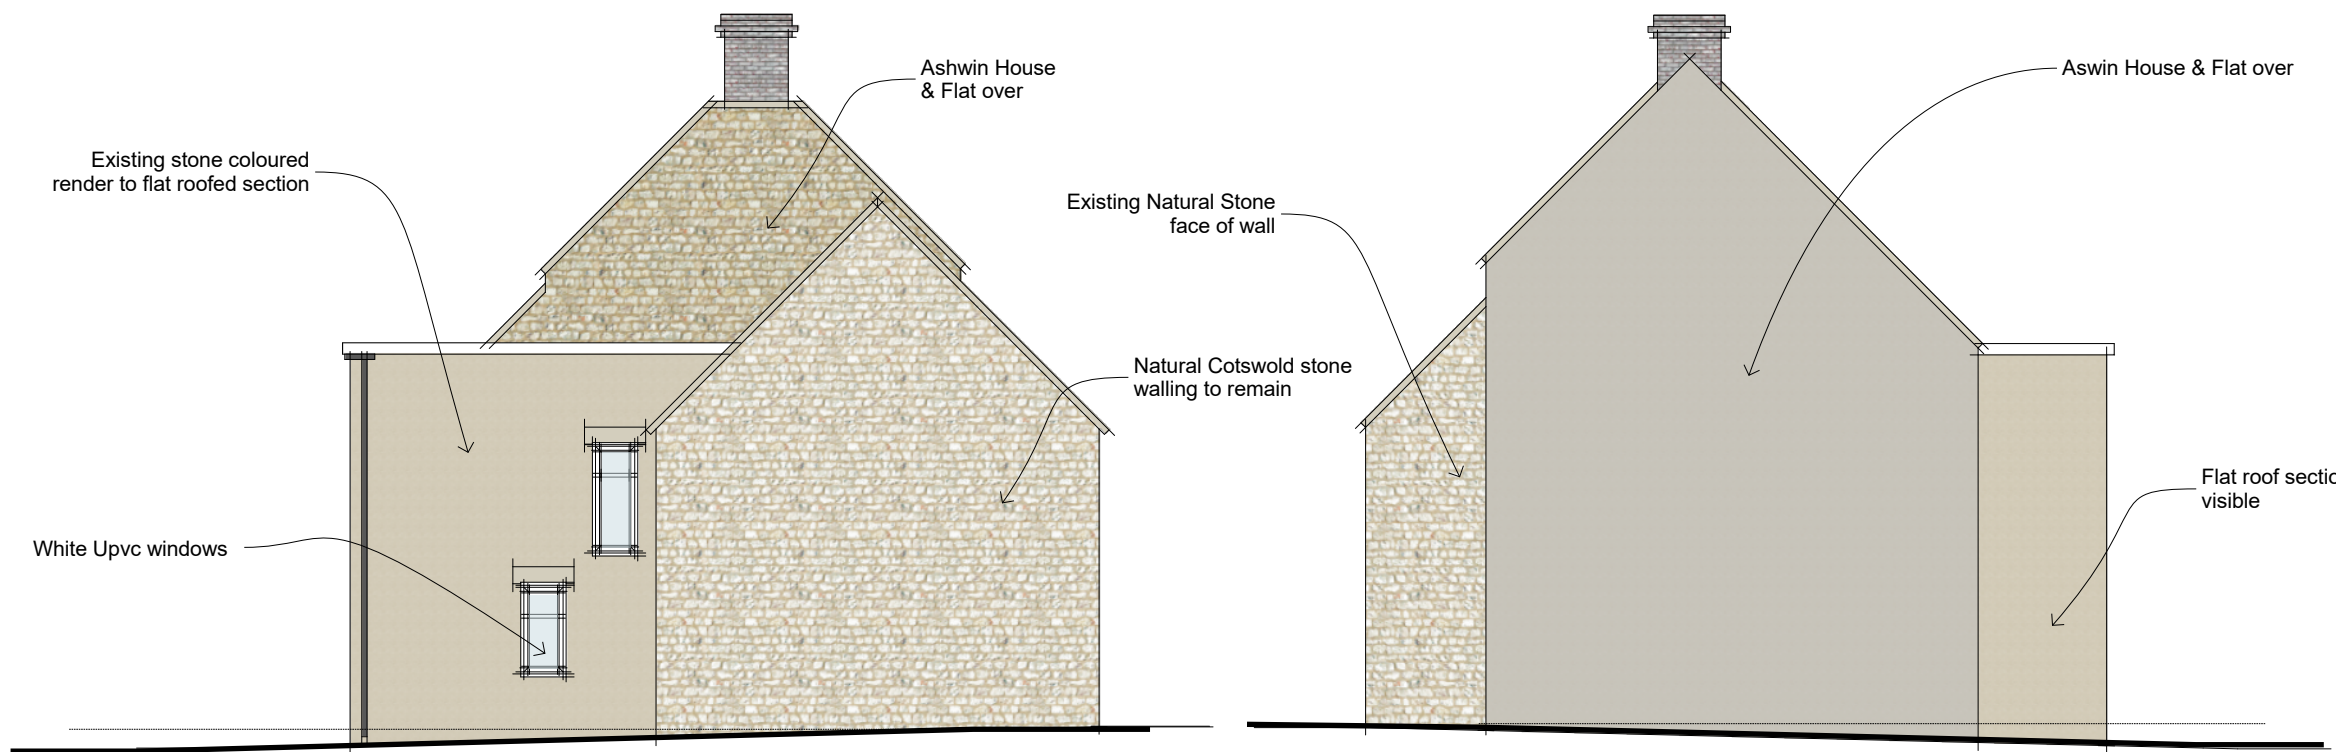 Ashwin House
& Flat over
Existing stone coloured
render to flat roofed section
Natural Cotswold stone
walling to remain
White Upvc windows
Aswin House & Flat over
Existing Natural Stone
face of wall
Flat roof sectio
visible